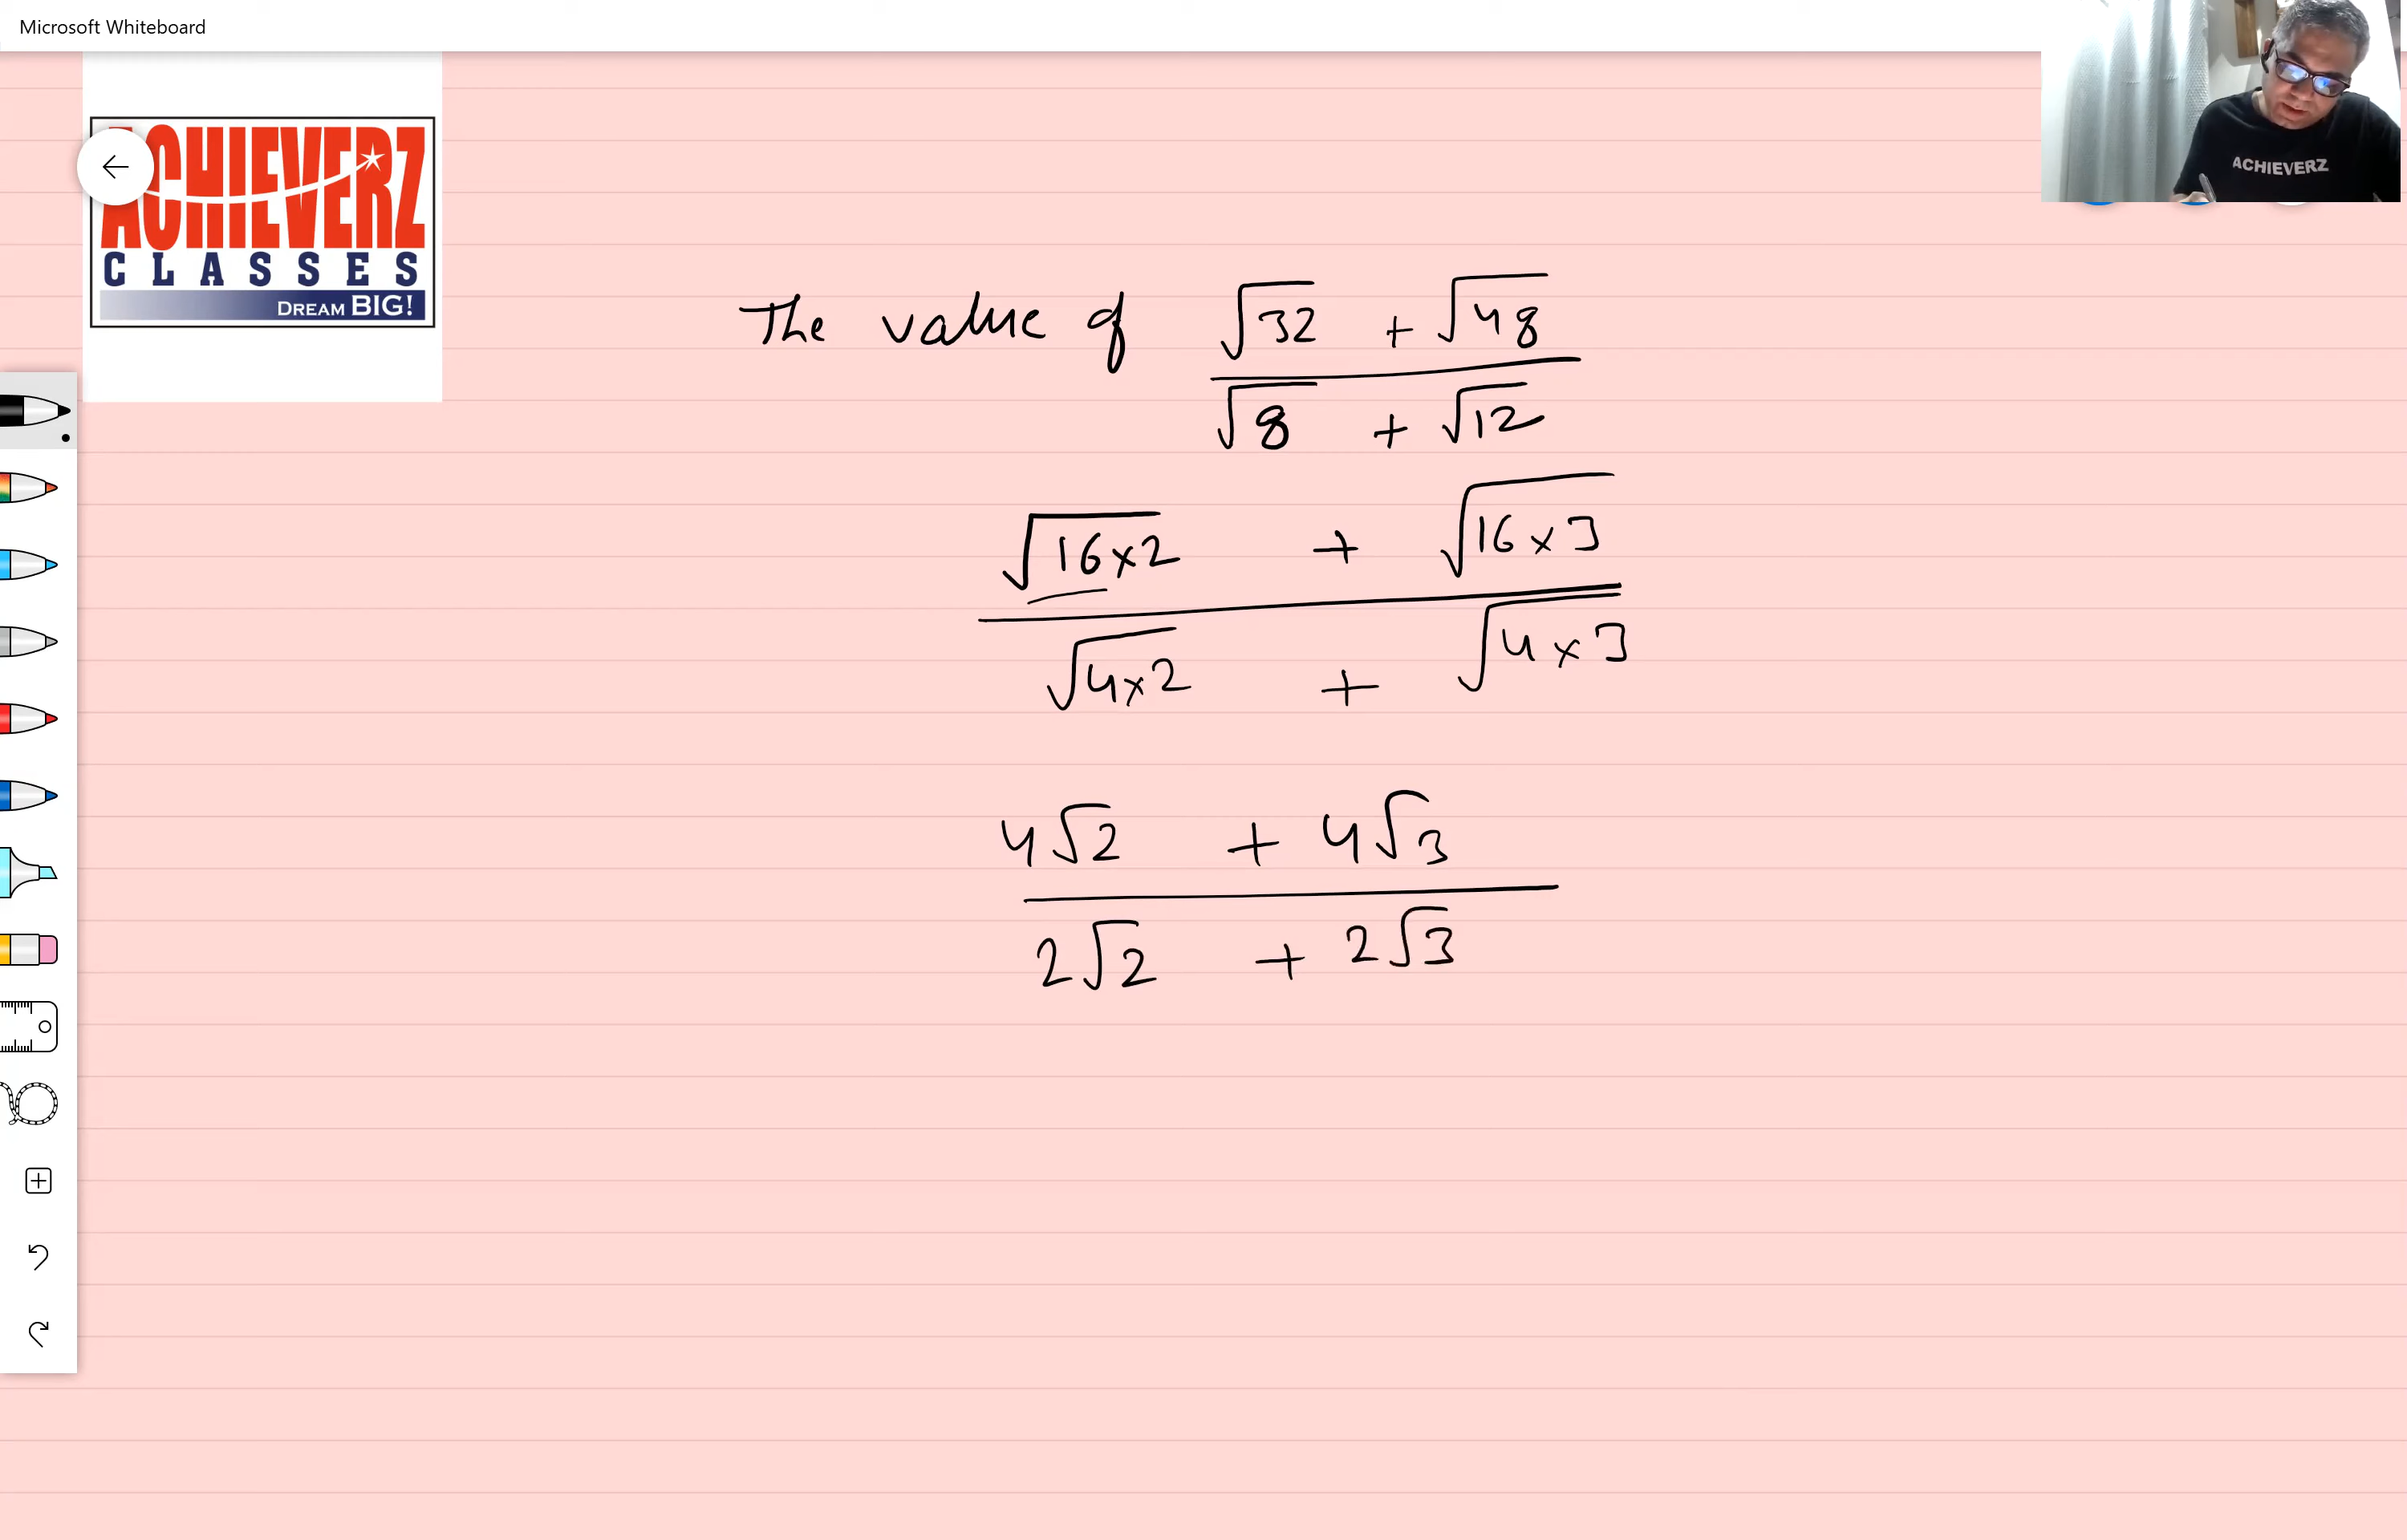 Microsoft Whiteboard
ACHIEVERZ
ACHIEVERZ
CLASSES
DREAM BIG!
The value of √32 + √48
√8 + √12
√16×2 + √16×3
√4×2 + √4×3
4√2 + 4√3
2√2 + 2√3